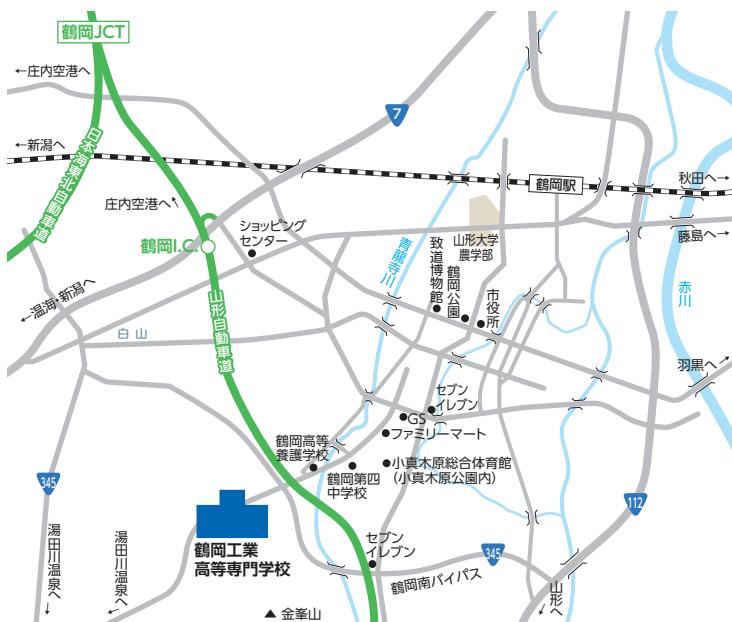 鶴岡JCT
←庄内空港へ
7
←新潟へ
日本海東北自動車道
鶴岡駅
秋田へ→
庄内空港へ
ショッピング
センター
鶴岡I.C.
青龍寺川
致道博物館
鶴岡公園
山形大学
農学部
市役所
藤島へ→
赤川
←温海・新潟へ
山形自動車道
白山
羽黒へ
セブン
イレブン
GS
ファミリーマート
鶴岡高等
養護学校
鶴岡第四
中学校
小真木原総合体育館
(小真木原公園内)
345
112
鶴岡工業
高等専門学校
湯田川温泉へ
湯田川温泉へ
セブン
イレブン
345
鶴岡南バイパス
山形へ
▲ 金峯山